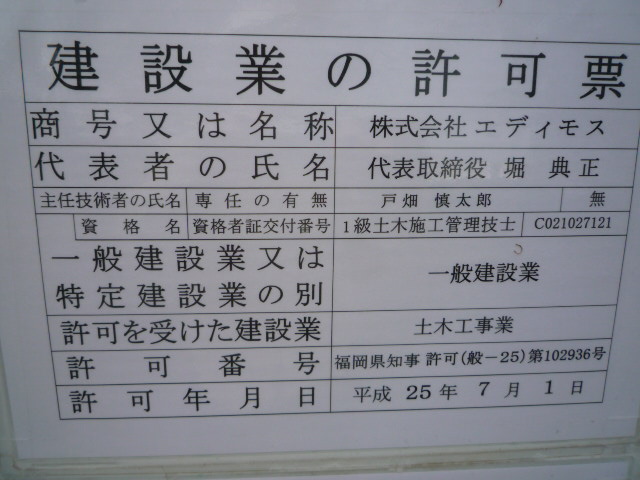 建設業の許可票
商号又は名称 株式会社エディモス
代表者の氏名 代表取締役 堀 典正
主任技術者の氏名 専任の有無 戸畑 慎太郎 無
資格名 資格者証交付番号 1級土木施工管理技士 C021027121
一般建設業又は
特定建設業の別 一般建設業
許可を受けた建設業 土木工事業
許可番号 福岡県知事 許可(般-25)第102936号
許可年月日 平成 25年 7月 1日